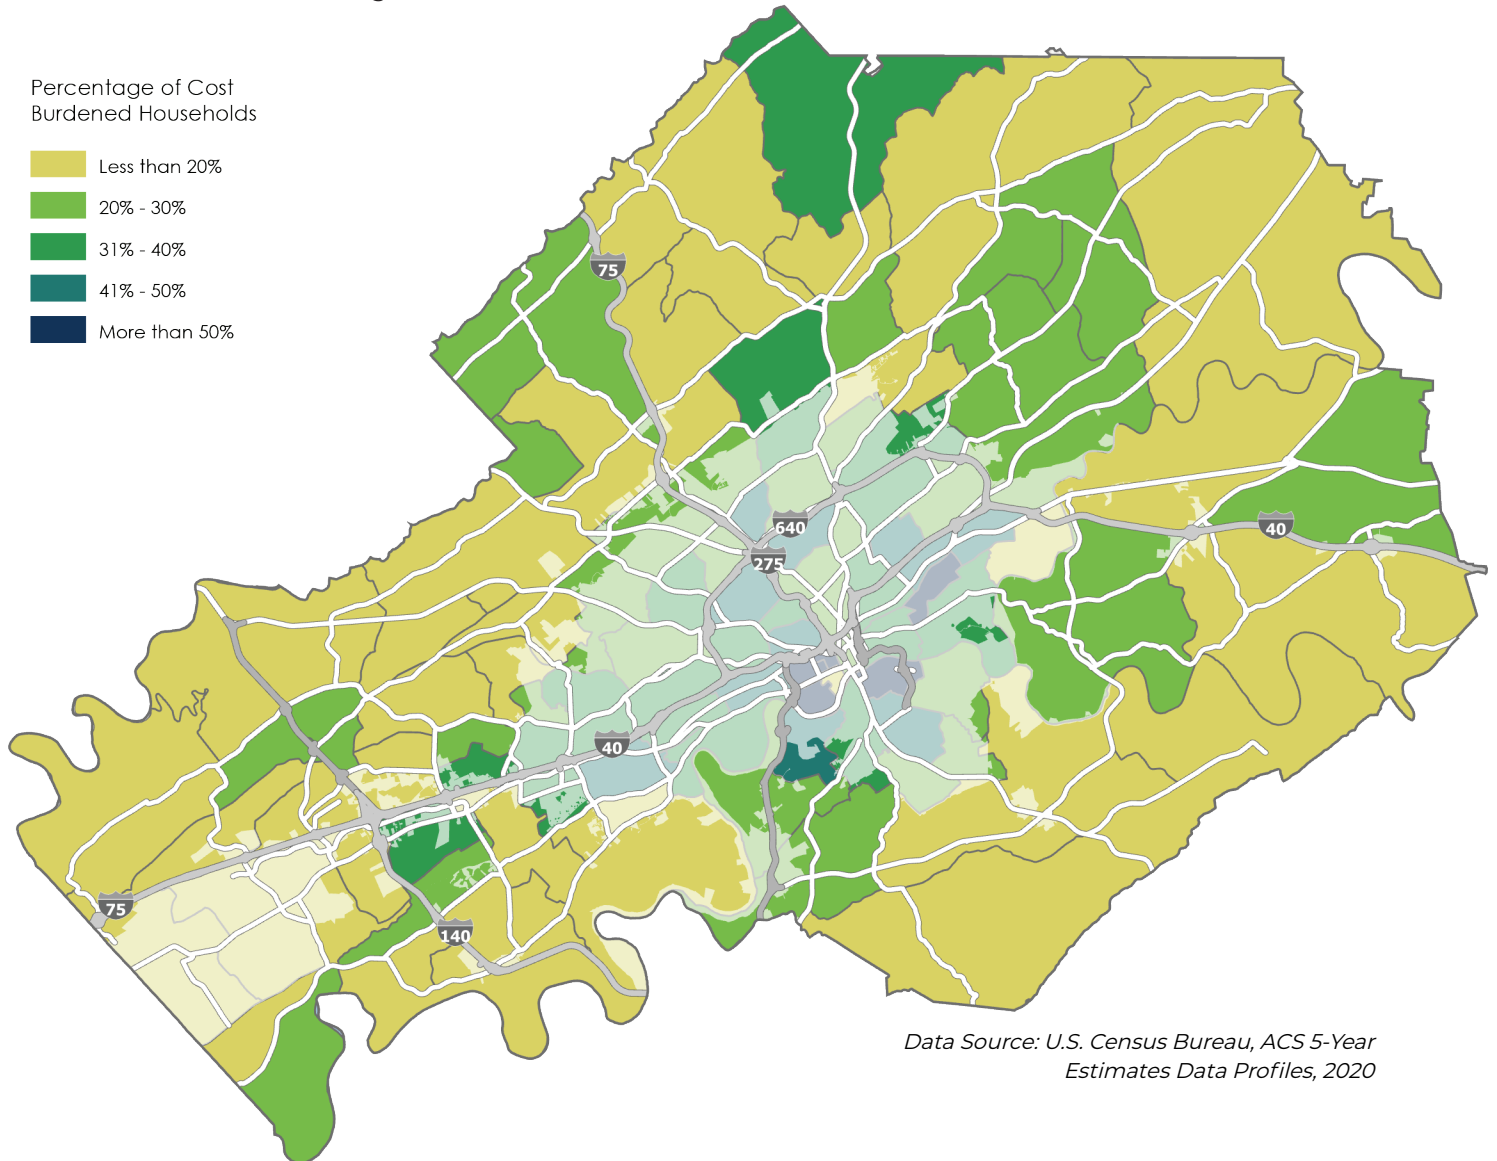 Percentage of Cost
Burdened Households
Less than 20%
20% - 30%
31% - 40%
41% - 50%
More than 50%
75
640
275
40
40
75
140
Data Source: U.S. Census Bureau, ACS 5-Year
Estimates Data Profiles, 2020